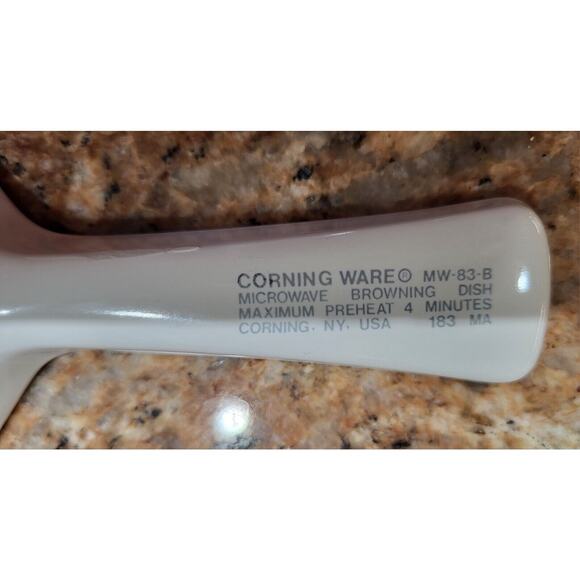 CORNING WARE® MW-83-B
MICROWAVE BROWNING DISH
MAXIMUM PREHEAT 4 MINUTES
CORNING, NY, USA 183 MA